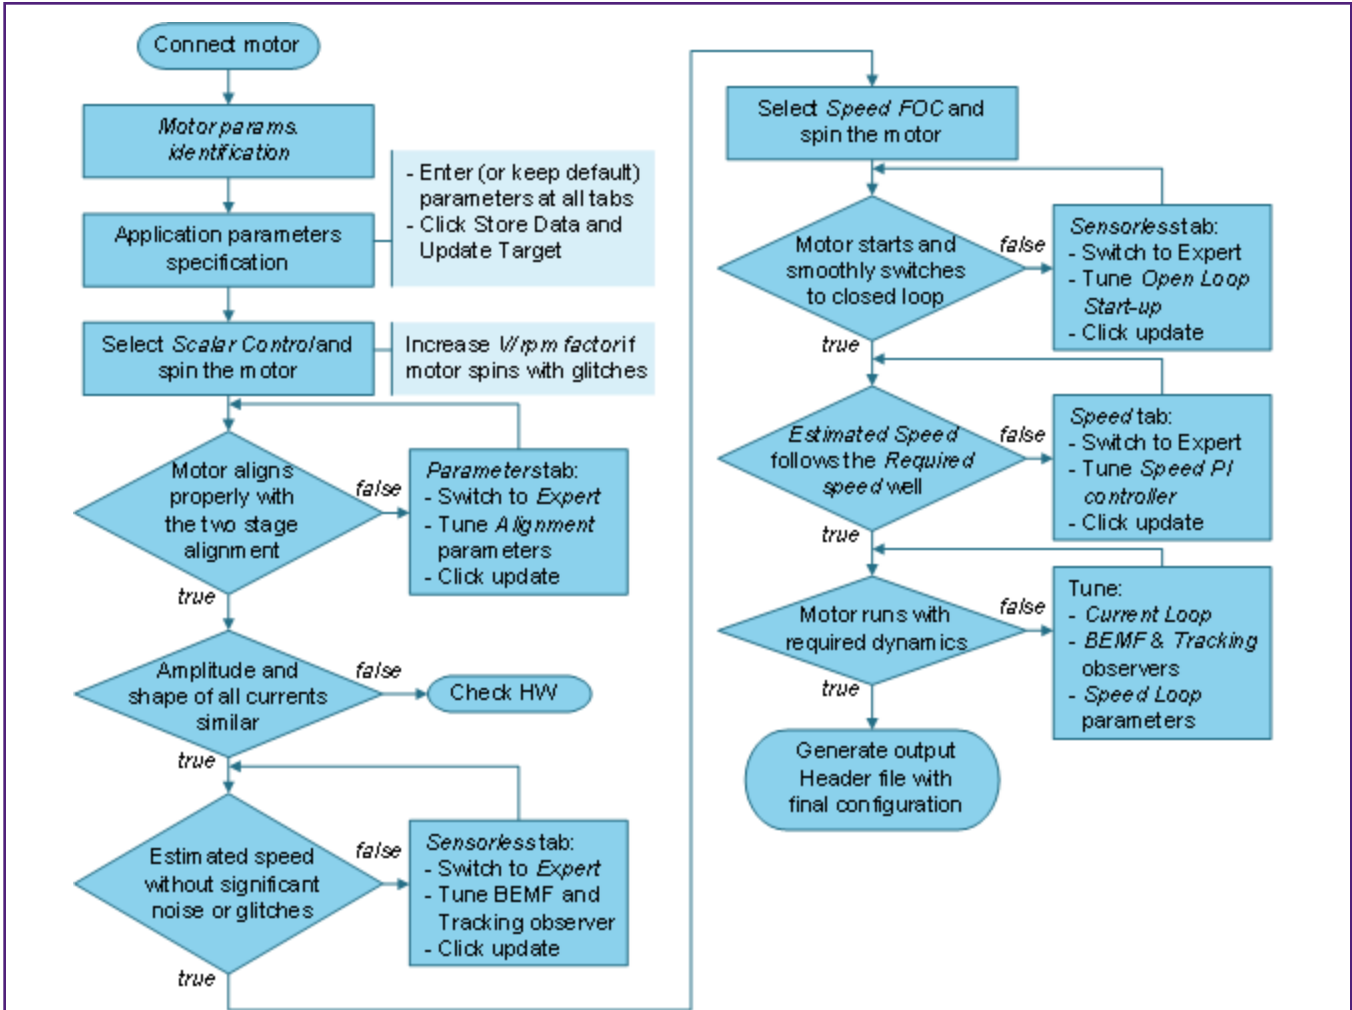 Connect motor
Motor params.
identification
- Enter (or keep default)
parameters at all tabs
- Click Store Data and
Update Target
Application parameters
specification
Select Scalar Control and
spin the motor
Increase V/rpm factor if
motor spins with glitches
Motor aligns
properly with
the two stage
alignment
false
Parameters tab:
- Switch to Expert
- Tune Alignment
parameters
- Click update
true
Amplitude and
shape of all currents
similar
false
Check HW
true
Estimated speed
without significant
noise or glitches
false
Sensorless tab:
- Switch to Expert
- Tune BEMF and
Tracking observer
- Click update
true
Select Speed FOC and
spin the motor
Motor starts and
smoothly switches
to closed loop
false
Sensorless tab:
- Switch to Expert
- Tune Open Loop
Start-up
- Click update
true
Estimated Speed
follows the Required
speed well
false
Speed tab:
- Switch to Expert
- Tune Speed PI
controller
- Click update
true
Motor runs with
required dynamics
false
Tune:
- Current Loop
- BEMF & Tracking
observers
- Speed Loop
parameters
true
Generate output
Header file with
final configuration